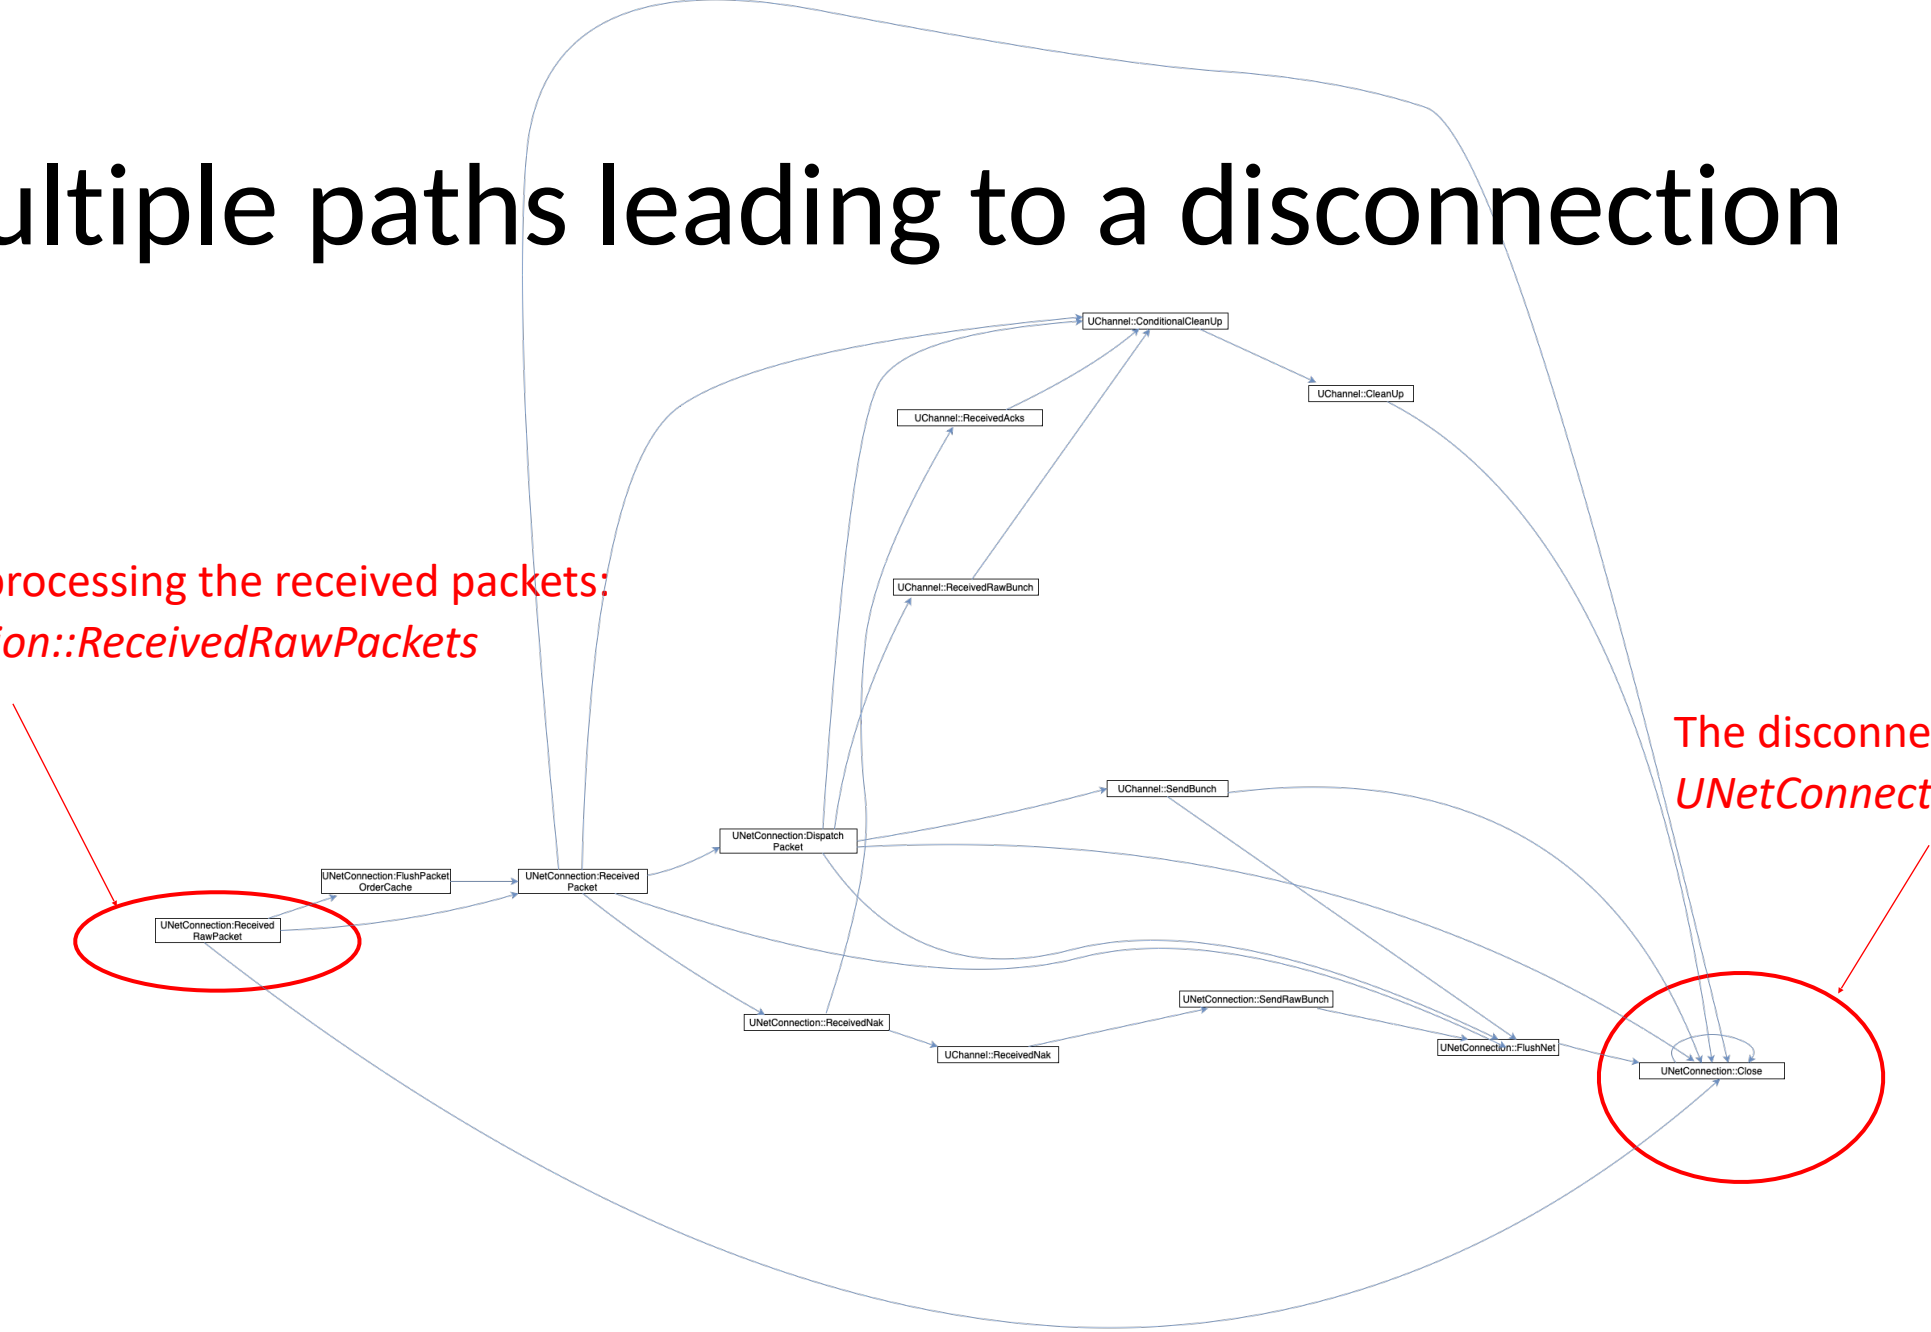 ultiple paths leading to a disconnection
UChannel::ConditionalCleanUp
UChannel::CleanUp
UChannel::ReceivedAcks
processing the received packets:
ion::ReceivedRawPackets
UChannel::ReceivedRawBunch
The disconne
UNetConnect
UChannel::SendBunch
UNetConnection:Dispatch
Packet
UNetConnection:FlushPacket
OrderCache
UNetConnection:Received
Packet
UNetConnection:Received
RawPacket
UNetConnection::SendRawBunch
UNetConnection::ReceivedNak
UChannel::ReceivedNak
UNetConnection::FlushNet
UNetConnection::Close